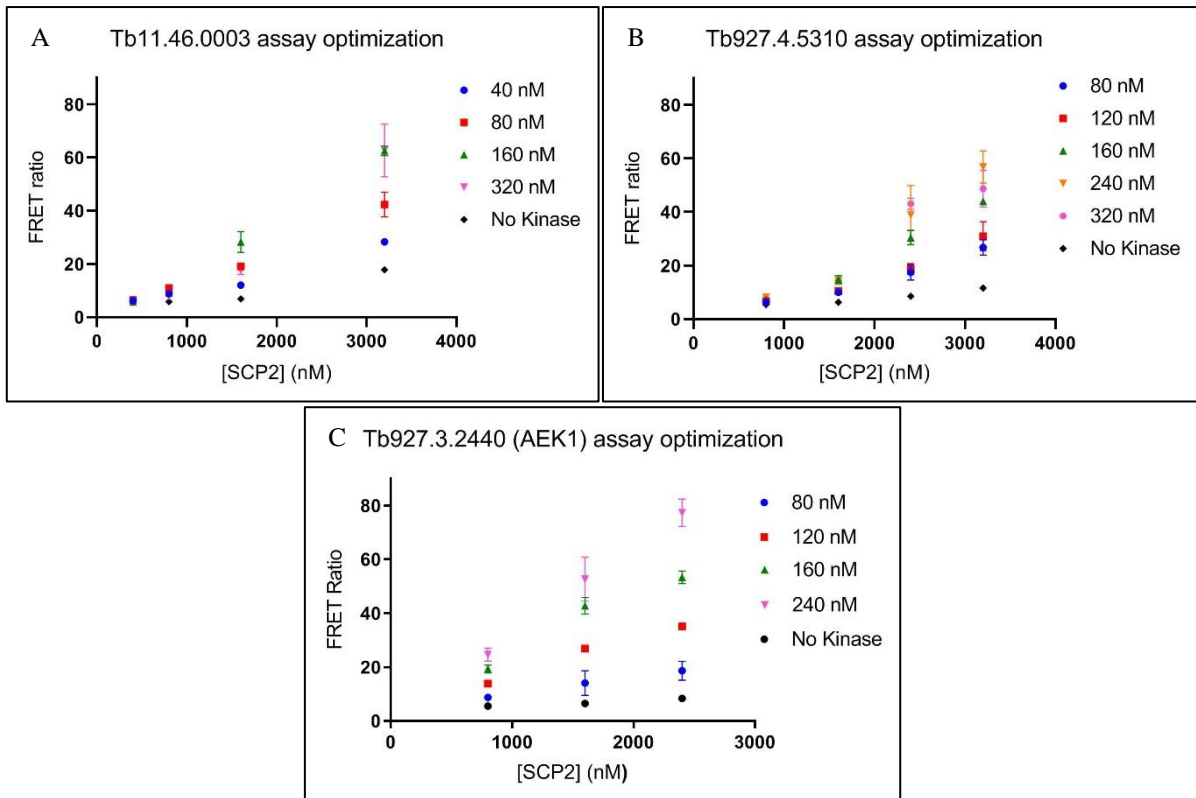 A Tb11.46.0003 assay optimization
40 nM
80 nM
160 nM
320 nM
No Kinase
FRET ratio
80
60
40
20
0
0 1000 2000 3000 4000
[SCP2] (nM)
B Tb927.4.5310 assay optimization
80 nM
120 nM
160 nM
240 nM
320 nM
No Kinase
FRET ratio
80
60
40
20
0
0 1000 2000 3000 4000
[SCP2] (nM)
C Tb927.3.2440 (AEK1) assay optimization
80 nM
120 nM
160 nM
240 nM
No Kinase
FRET Ratio
80
60
40
20
0
0 1000 2000 3000
[SCP2] (nM)